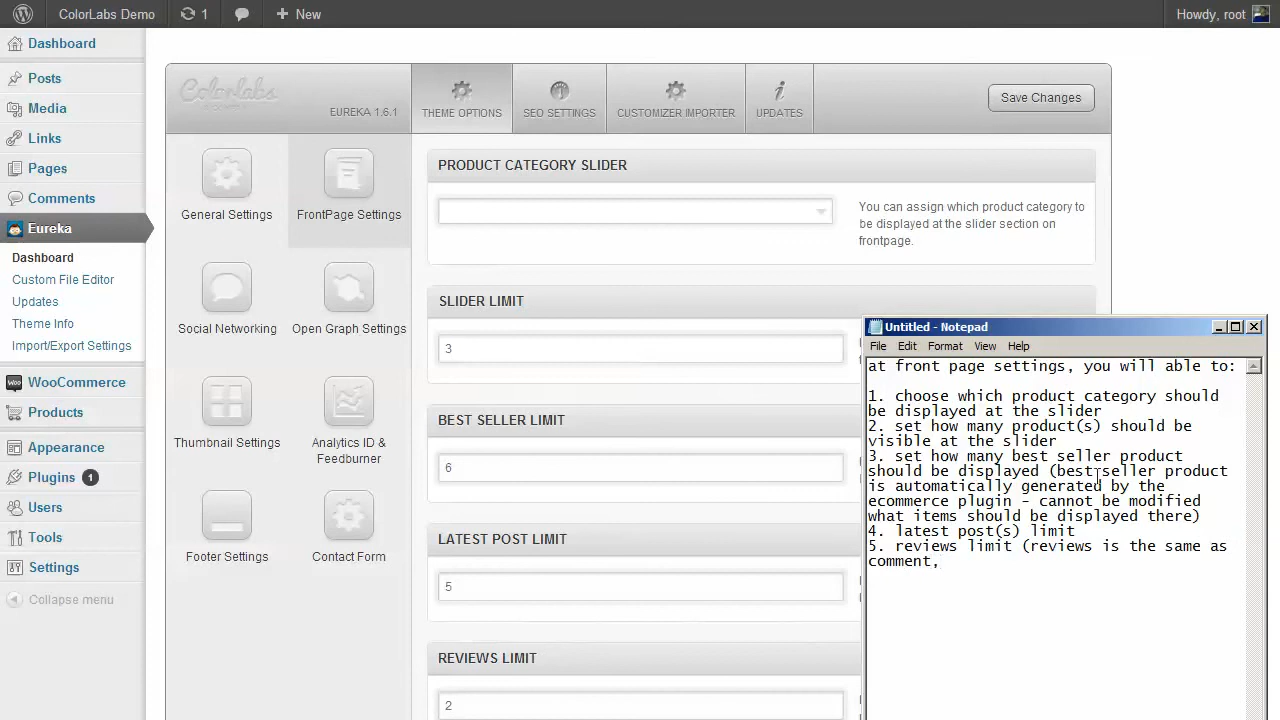 ColorLabs Demo
1
New
Howdy, root
Dashboard
Posts
Media
Links
Pages
Comments
Eureka
Dashboard
Custom File Editor
Updates
Theme Info
Import/Export Settings
WooCommerce
Products
Appearance
Plugins 1
Users
Tools
Settings
Collapse menu
Colorlabs
EUREKA 1.6.1
THEME OPTIONS
SEO SETTINGS
CUSTOMIZER IMPORTER
UPDATES
Save Changes
General Settings
FrontPage Settings
Social Networking
Open Graph Settings
Thumbnail Settings
Analytics ID &
Feedburner
Footer Settings
Contact Form
PRODUCT CATEGORY SLIDER
You can assign which product category to
be displayed at the slider section on
frontpage.
SLIDER LIMIT
3
BEST SELLER LIMIT
6
LATEST POST LIMIT
5
REVIEWS LIMIT
2
Untitled - Notepad
File Edit Format View Help
at front page settings, you will able to:
1. choose which product category should
be displayed at the slider
2. set how many product(s) should be
visible at the slider
3. set how many best seller product
should be displayed (best seller product
is automatically generated by the
ecommerce plugin - cannot be modified
what items should be displayed there)
4. latest post(s) limit
5. reviews limit (reviews is the same as
comment,